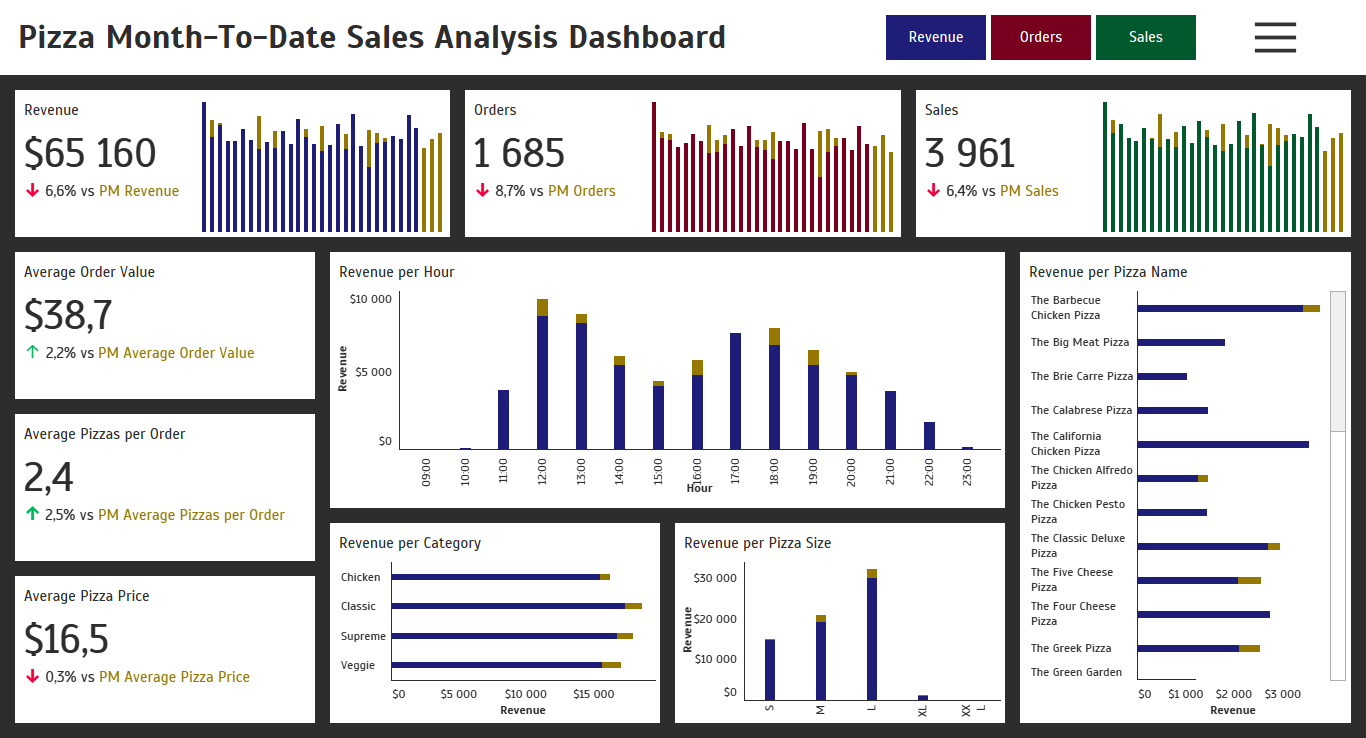 Pizza Month-To-Date Sales Analysis Dashboard
Revenue
Orders
Sales
Revenue
$65 160
6,6% vs PM Revenue
Orders
1 685
8,7% vs PM Orders
Sales
3 961
6,4% vs PM Sales
Average Order Value
$38,7
2,2% vs PM Average Order Value
Average Pizzas per Order
2,4
2,5% vs PM Average Pizzas per Order
Average Pizza Price
$16,5
0,3% vs PM Average Pizza Price
Revenue per Hour
Revenue
$10 000
$5 000
$0
09:00
10:00
11:00
12:00
13:00
14:00
15:00
16:00
17:00
18:00
19:00
20:00
21:00
22:00
23:00
Hour
Revenue per Category
Chicken
Classic
Supreme
Veggie
$0
$5 000
$10 000
$15 000
Revenue
Revenue per Pizza Size
Revenue
$30 000
$20 000
$10 000
$0
S
M
L
XL
XX
L
Revenue per Pizza Name
The Barbecue
Chicken Pizza
The Big Meat Pizza
The Brie Carre Pizza
The Calabrese Pizza
The California
Chicken Pizza
The Chicken Alfredo
Pizza
The Chicken Pesto
Pizza
The Classic Deluxe
Pizza
The Five Cheese
Pizza
The Four Cheese
Pizza
The Greek Pizza
The Green Garden
$0
$1 000
$2 000
$3 000
Revenue